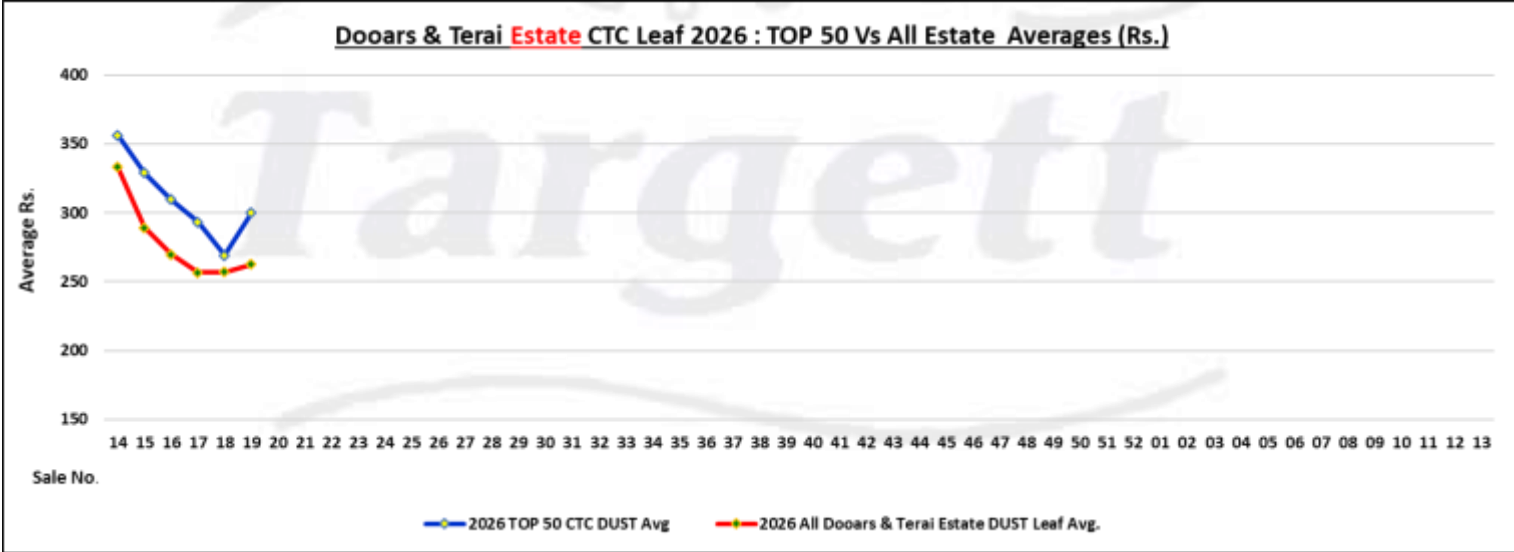 Dooars & Terai Estate CTC Leaf 2026 : TOP 50 Vs All Estate Averages (Rs.)
Targett
Average Rs.
400
350
300
250
200
150
14 15 16 17 18 19 20 21 22 23 24 25 26 27 28 29 30 31 32 33 34 35 36 37 38 39 40 41 42 43 44 45 46 47 48 49 50 51 52 01 02 03 04 05 06 07 08 09 10 11 12 13
Sale No.
2026 TOP 50 CTC DUST Avg
2026 All Dooars & Terai Estate DUST Leaf Avg.